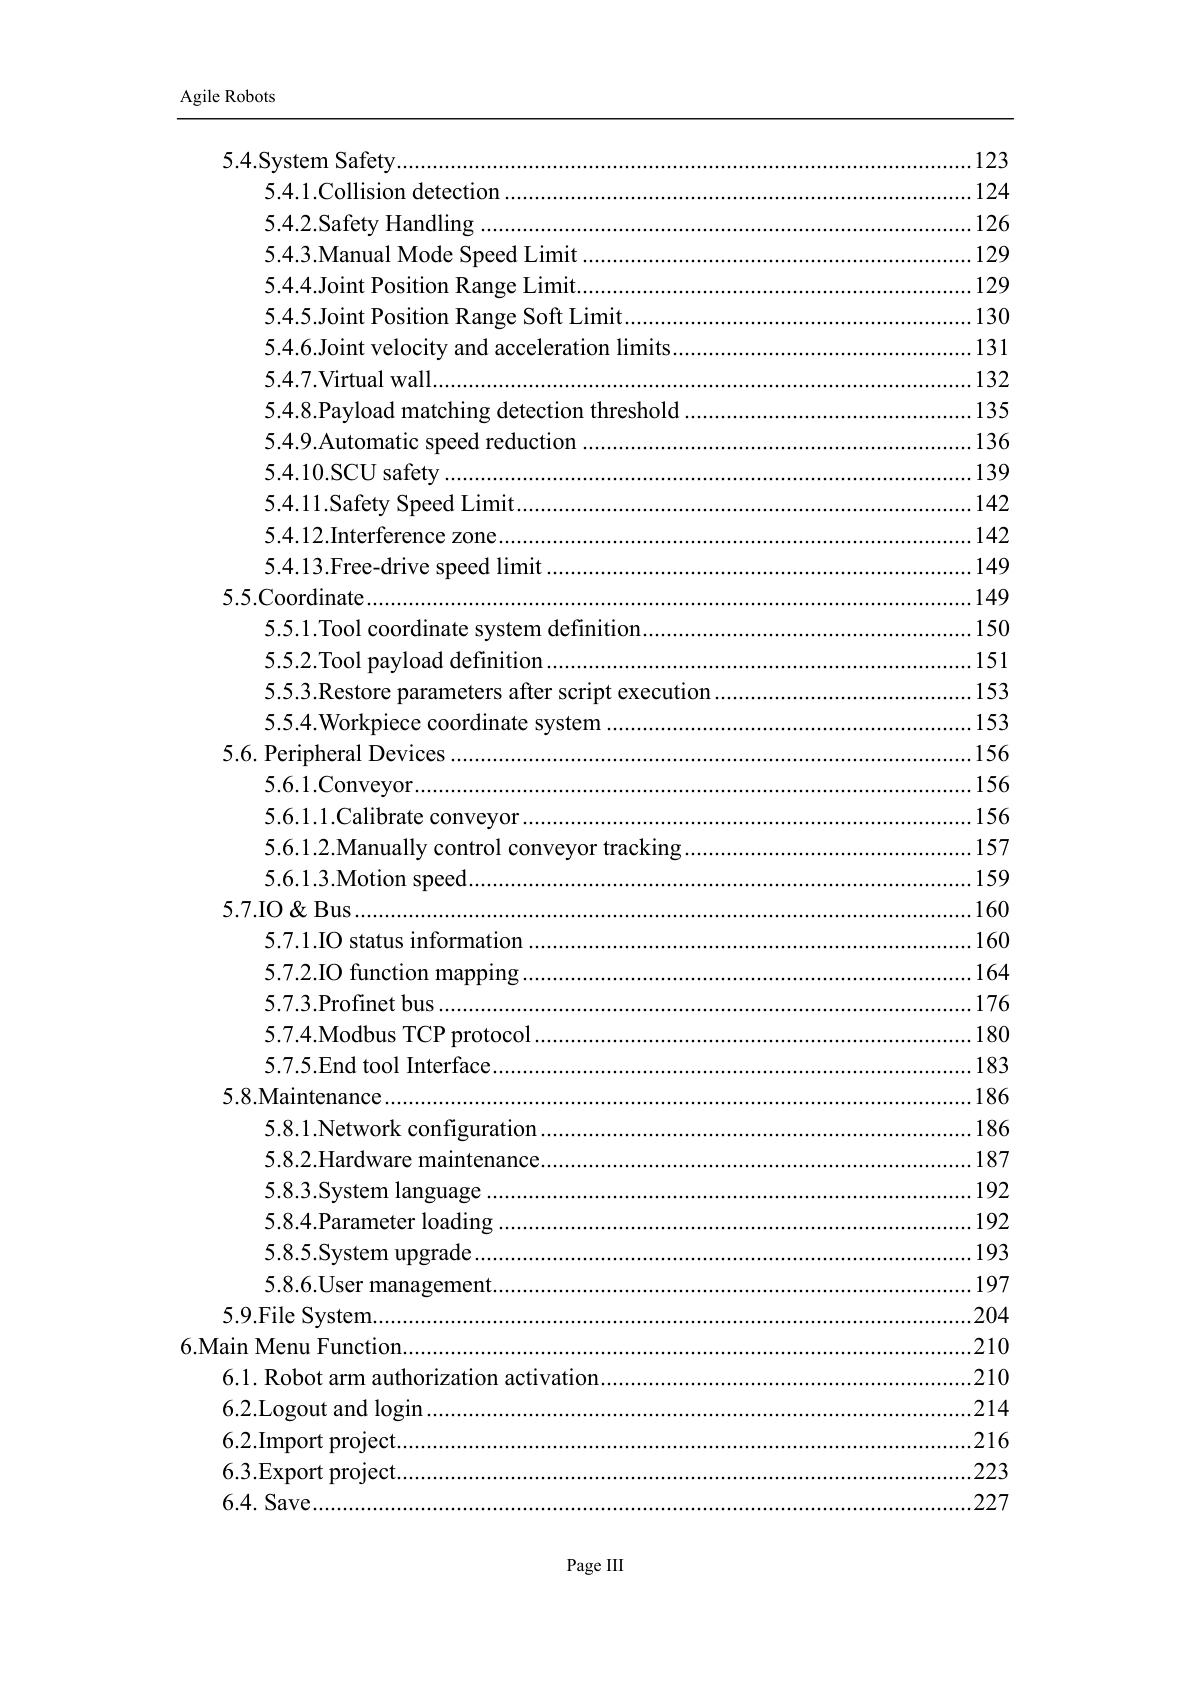 Agile Robots
5.4.System Safety................................................................................................123
5.4.1.Collision detection..............................................................................124
5.4.2.Safety Handling..................................................................................126
5.4.3.Manual Mode Speed Limit.................................................................129
5.4.4.Joint Position Range Limit..................................................................129
5.4.5.Joint Position Range Soft Limit..........................................................130
5.4.6.Joint velocity and acceleration limits..................................................131
5.4.7.Virtual wall..........................................................................................132
5.4.8.Payload matching detection threshold................................................135
5.4.9.Automatic speed reduction.................................................................136
5.4.10.SCU safety........................................................................................139
5.4.11.Safety Speed Limit............................................................................142
5.4.12.Interference zone...............................................................................142
5.4.13.Free-drive speed limit.......................................................................149
5.5.Coordinate.....................................................................................................149
5.5.1.Tool coordinate system definition.......................................................150
5.5.2.Tool payload definition.......................................................................151
5.5.3.Restore parameters after script execution...........................................153
5.5.4.Workpiece coordinate system.............................................................153
5.6. Peripheral Devices.......................................................................................156
5.6.1.Conveyor.............................................................................................156
5.6.1.1.Calibrate conveyor...........................................................................156
5.6.1.2.Manually control conveyor tracking................................................157
5.6.1.3.Motion speed....................................................................................159
5.7.IO & Bus.......................................................................................................160
5.7.1.IO status information..........................................................................160
5.7.2.IO function mapping...........................................................................164
5.7.3.Profinet bus.........................................................................................176
5.7.4.Modbus TCP protocol.........................................................................180
5.7.5.End tool Interface................................................................................183
5.8.Maintenance..................................................................................................186
5.8.1.Network configuration........................................................................186
5.8.2.Hardware maintenance........................................................................187
5.8.3.System language.................................................................................192
5.8.4.Parameter loading...............................................................................192
5.8.5.System upgrade...................................................................................193
5.8.6.User management................................................................................197
5.9.File System....................................................................................................204
6.Main Menu Function...............................................................................................210
6.1. Robot arm authorization activation..............................................................210
6.2.Logout and login...........................................................................................214
6.2.Import project................................................................................................216
6.3.Export project................................................................................................223
6.4. Save..............................................................................................................227
Page III